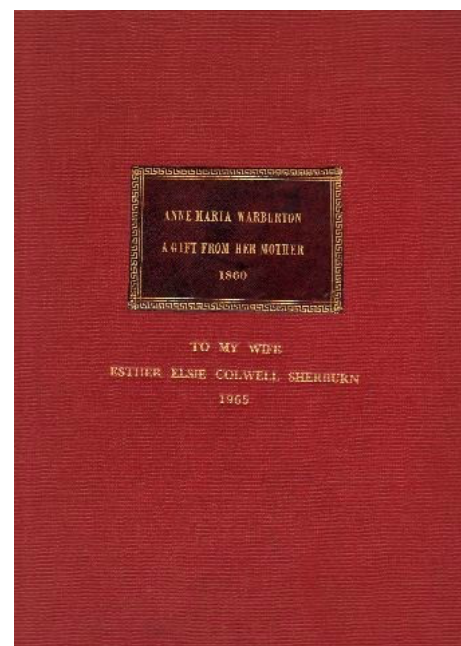 ANNE MARIA WARBURTON
A GIFT FROM HER MOTHER
1860
TO MY WIFE
ESTHER ELSIE COLWELL SHERBURN
1965